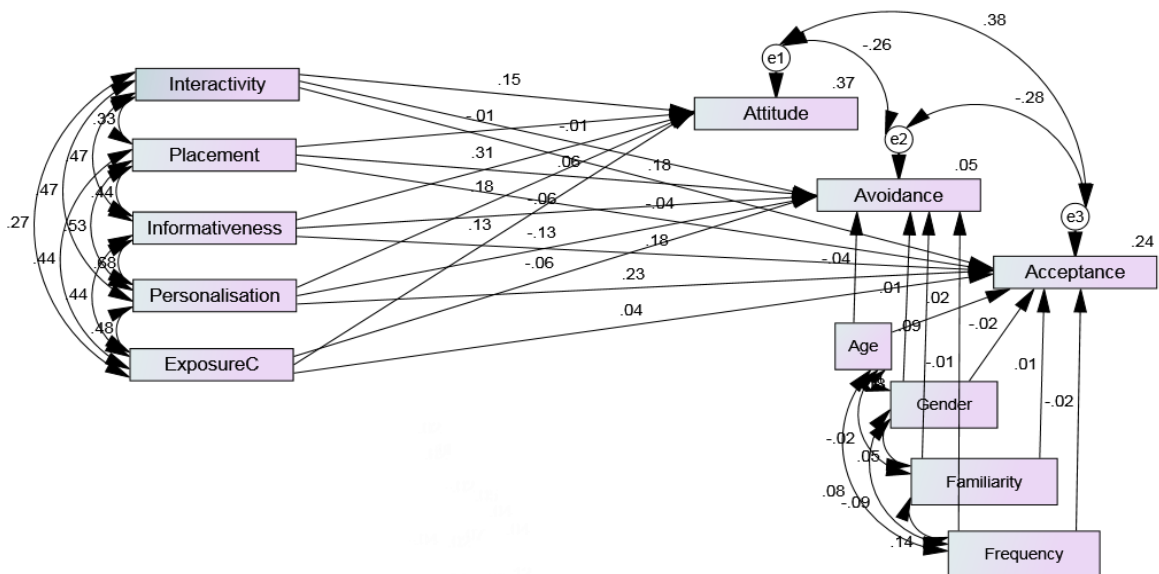 .38
-.26
e1
.37
Interactivity
.15
-.28
Attitude
-.01
-.01
.33
e2
.47
Placement
.31
.06
.18
.05
.47
.44
.18
-.06
-.04
Avoidance
e3
.27
.53
Informativeness
.13
-.13
.18
.24
.44
.68
-.06
.23
-.04
Acceptance
.44
Personalisation
.01
.02
.04
.09
-.02
.48
Age
ExposureC
-.01
.01
Gender
-.02
-.02
.05
Familiarity
.08
-.09
.14
Frequency